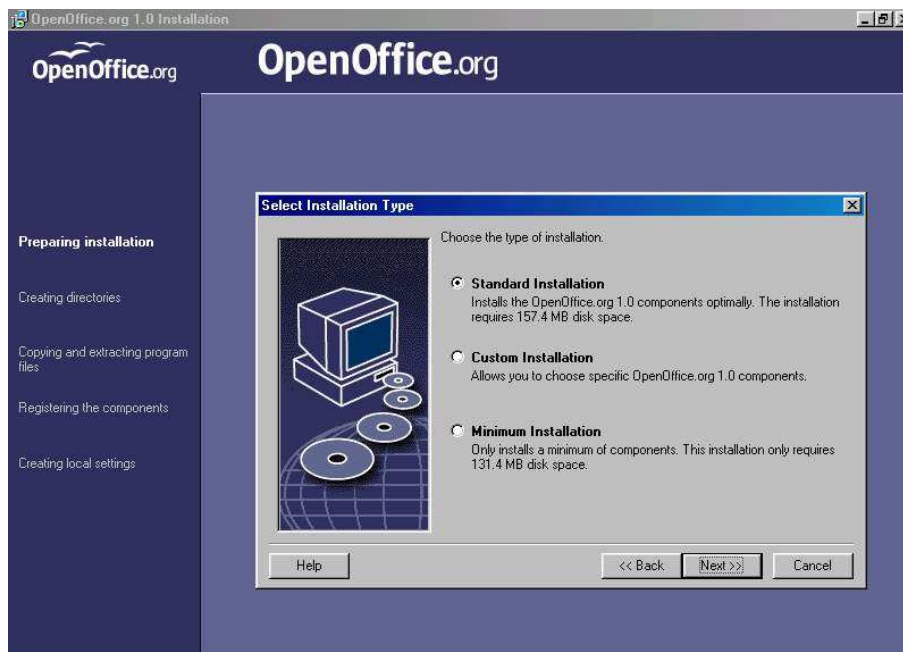 OpenOffice.org 1.0 Installation
OpenOffice.org
OpenOffice.org
Preparing installation
Creating directories
Copying and extracting program
files
Registering the components
Creating local settings
Select Installation Type
Choose the type of installation.
Standard Installation
Installs the OpenOffice.org 1.0 components optimally. The installation
requires 157.4 MB disk space.
Custom Installation
Allows you to choose specific OpenOffice.org 1.0 components.
Minimum Installation
Only installs a minimum of components. This installation only requires
131.4 MB disk space.
Help
<< Back
Next >>
Cancel